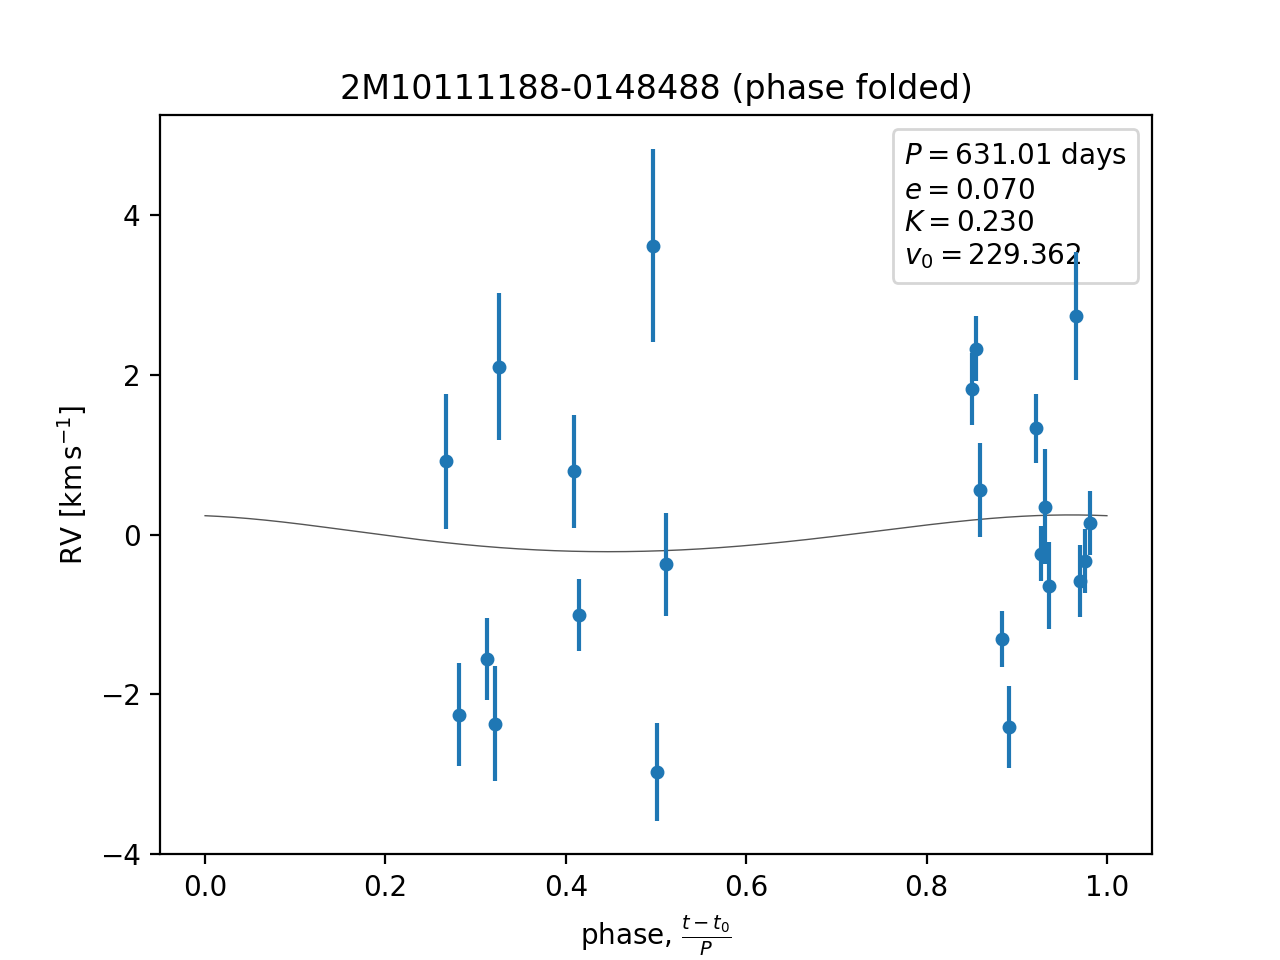 2M10111188-0148488 (phase folded)
P = 631.01 days
e = 0.070
K = 0.230
v₀ = 229.362
4
2
0
−2
−4
RV [km s⁻¹]
0.0 0.2 0.4 0.6 0.8 1.0
phase, (t − t₀)/P